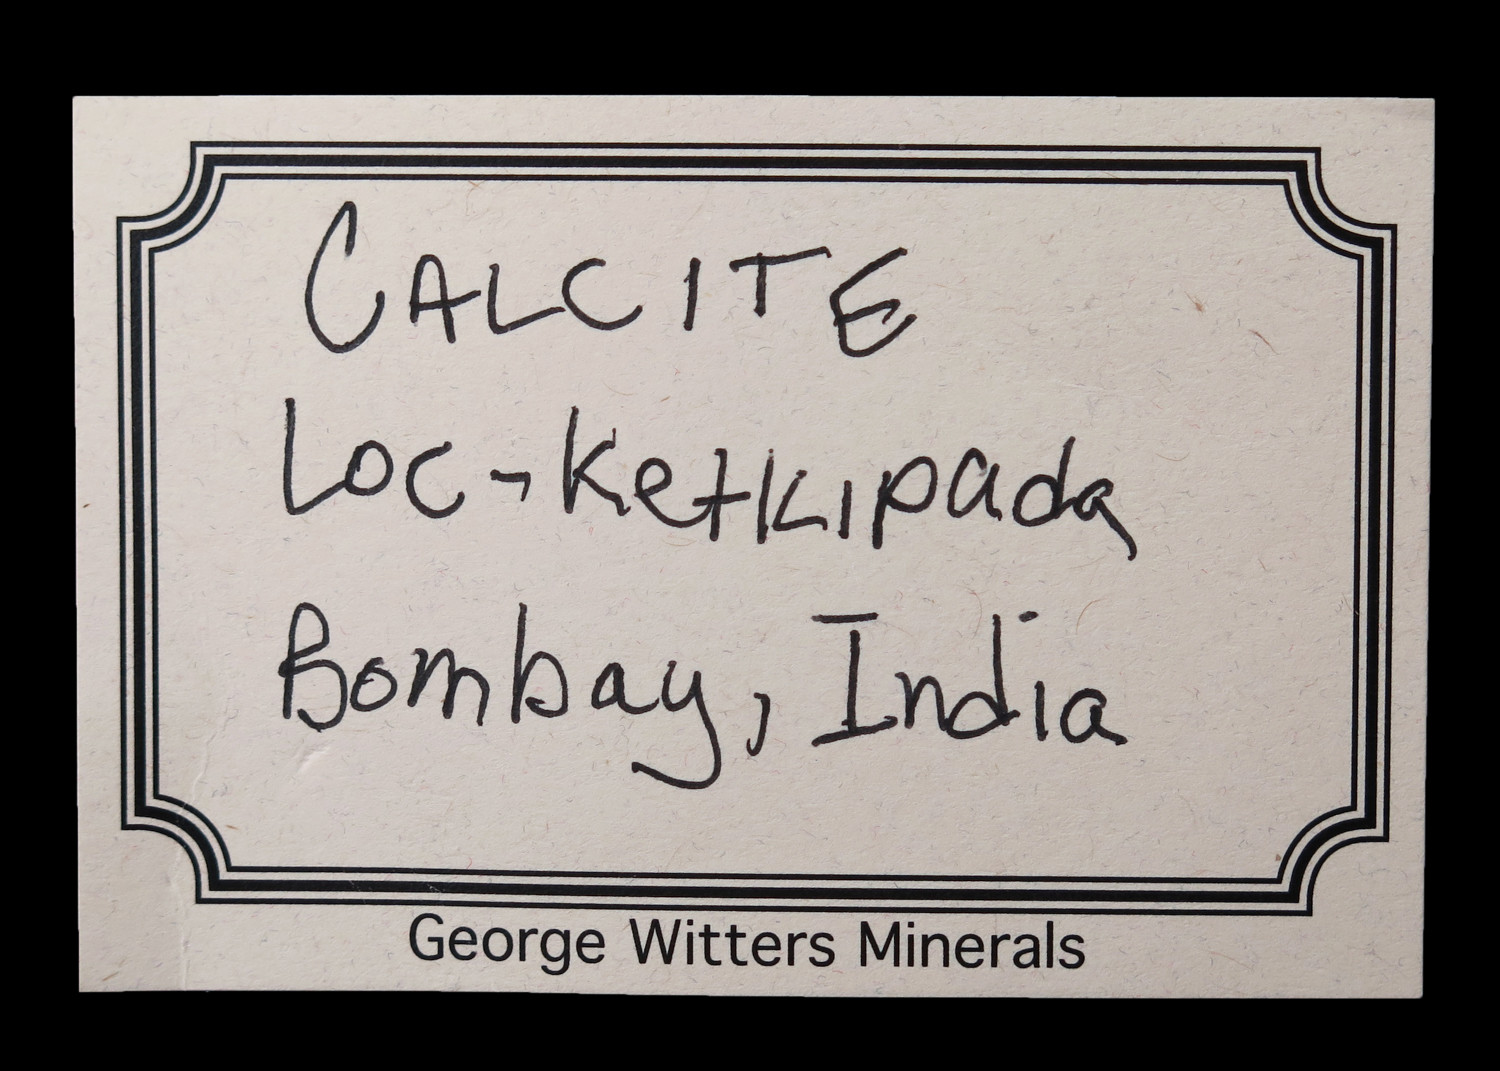 CALCITE
Loc-Ketkipada
Bombay, India
George Witters Minerals